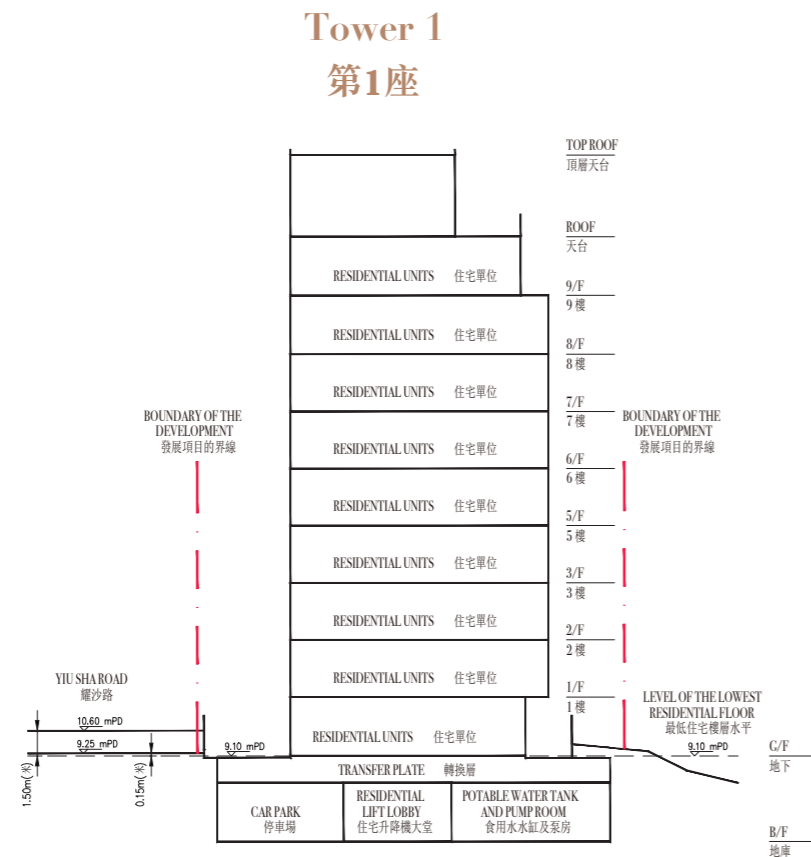 Tower 1
第1座
TOP ROOF
頂層天台
ROOF
天台
RESIDENTIAL UNITS 住宅單位
9/F
9 樓
RESIDENTIAL UNITS 住宅單位
8/F
8 樓
RESIDENTIAL UNITS 住宅單位
7/F
7 樓
BOUNDARY OF THE
DEVELOPMENT
發展項目的界線
BOUNDARY OF THE
DEVELOPMENT
發展項目的界線
RESIDENTIAL UNITS 住宅單位
6/F
6 樓
RESIDENTIAL UNITS 住宅單位
5/F
5 樓
RESIDENTIAL UNITS 住宅單位
3/F
3 樓
RESIDENTIAL UNITS 住宅單位
2/F
2 樓
RESIDENTIAL UNITS 住宅單位
1/F
1 樓
YIU SHA ROAD
耀沙路
10.60 mPD
9.25 mPD
1.50m(米)
0.15m(米)
9.10 mPD
RESIDENTIAL UNITS 住宅單位
LEVEL OF THE LOWEST
RESIDENTIAL FLOOR
最低住宅樓層水平
9.10 mPD
G/F
地下
TRANSFER PLATE 轉換層
CAR PARK
停車場
RESIDENTIAL
LIFT LOBBY
住宅升降機大堂
POTABLE WATER TANK
AND PUMP ROOM
食用水水缸及泵房
B/F
地庫